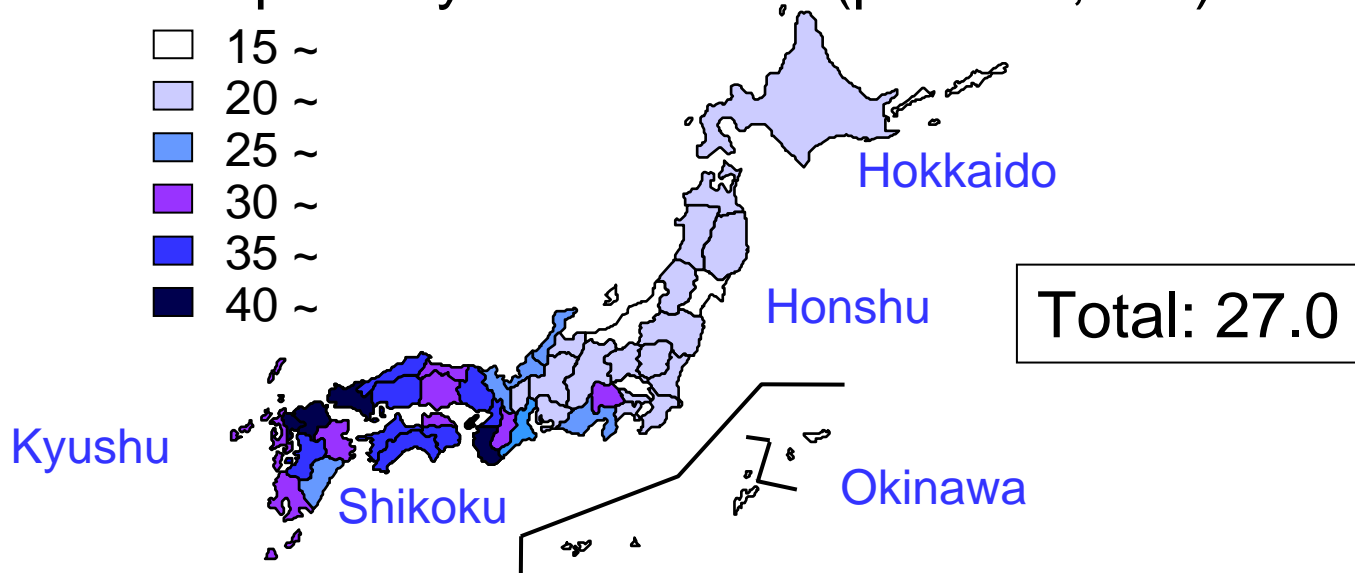 15 ~
20 ~
25 ~
30 ~
35 ~
40 ~
Hokkaido
Honshu
Total: 27.0
Kyushu
Shikoku
Okinawa